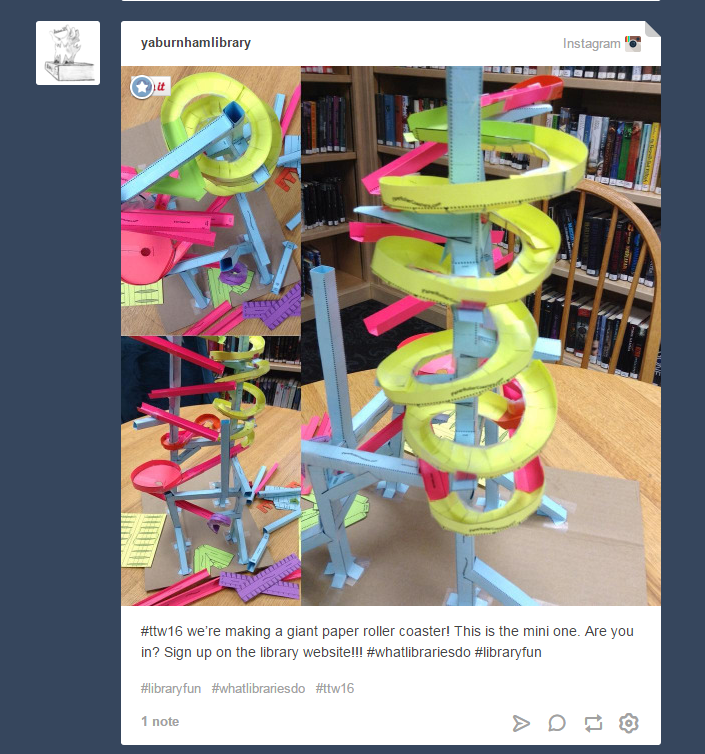 yaburnhamlibrary
Instagram
it
#ttw16 we're making a giant paper roller coaster! This is the mini one. Are you
in? Sign up on the library website!!! #whatlibrariesdo #libraryfun
#libraryfun #whatlibrariesdo #ttw16
1 note